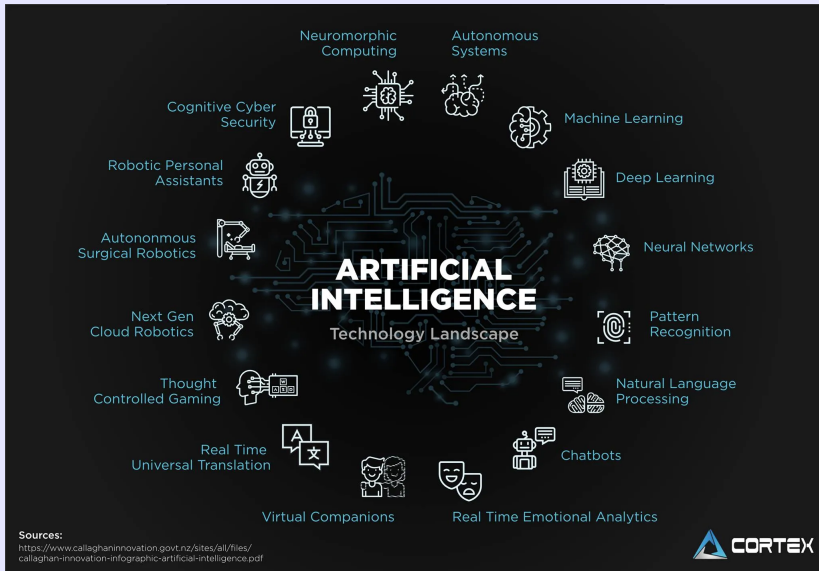 Neuromorphic
Computing
Autonomous
Systems
Cognitive Cyber
Security
Machine Learning
Robotic Personal
Assistants
Deep Learning
Autononmous
Surgical Robotics
Neural Networks
ARTIFICIAL
INTELLIGENCE
Technology Landscape
Next Gen
Cloud Robotics
Pattern
Recognition
Thought
Controlled Gaming
W
A S D
Natural Language
Processing
Real Time
Universal Translation
A
文
Chatbots
Virtual Companions
Real Time Emotional Analytics
Sources:
https://www.callaghaninnovation.govt.nz/sites/all/files/
callaghan-innovation-infographic-artificial-intelligence.pdf
CORTEX